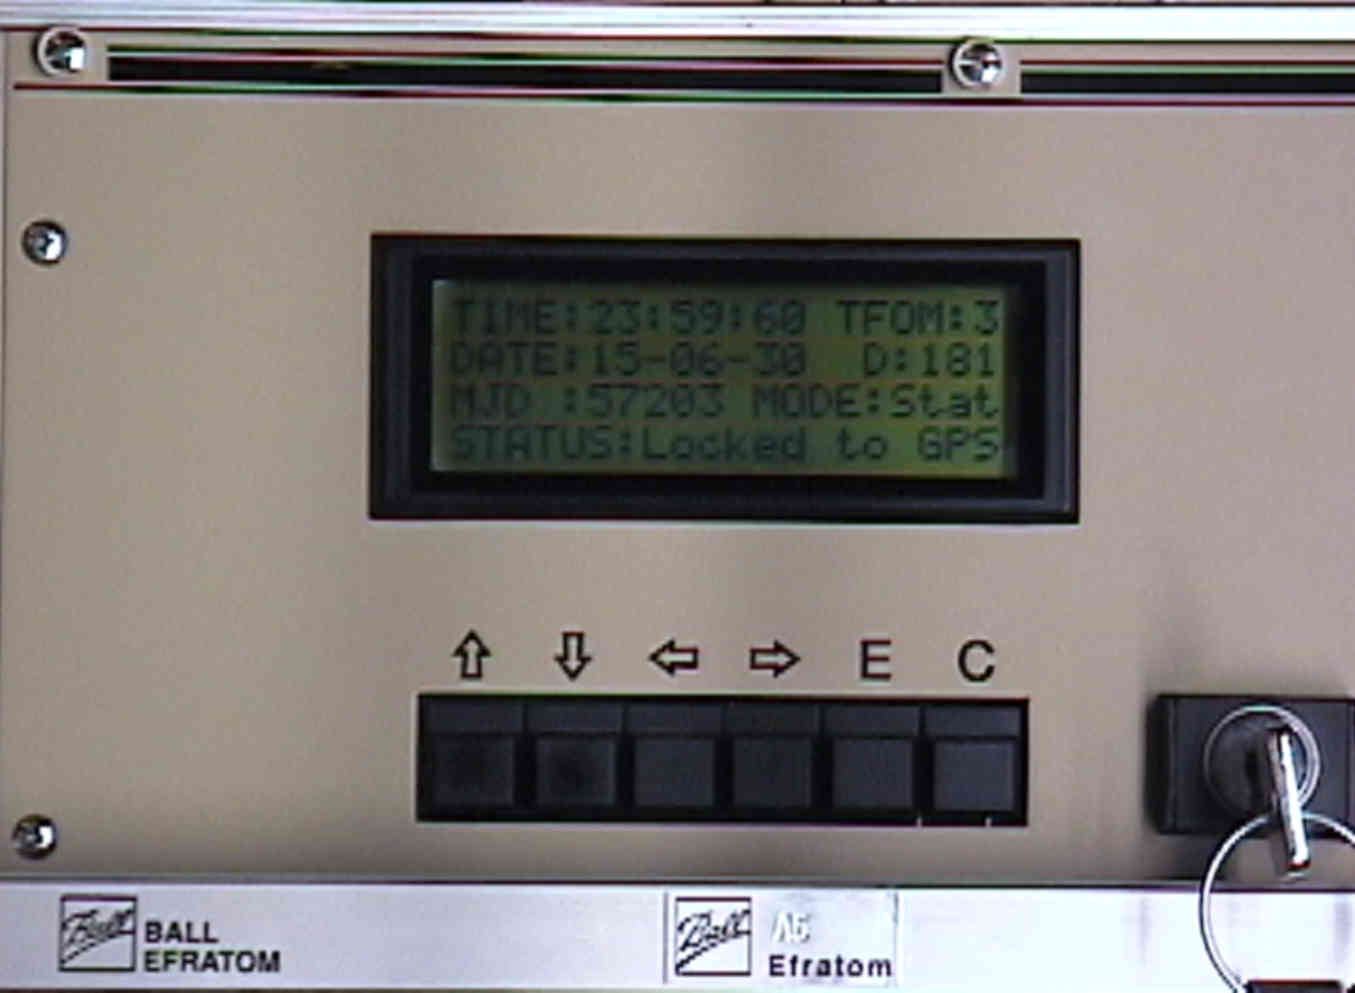 TIME:23:59:60 TFOM:3
DATE:15-06-30 D:181
MJD :57203 MODE:Stat
STATUS:Locked to GPS
E C
Ball BALL
EFRATOM
Ball
Efratom